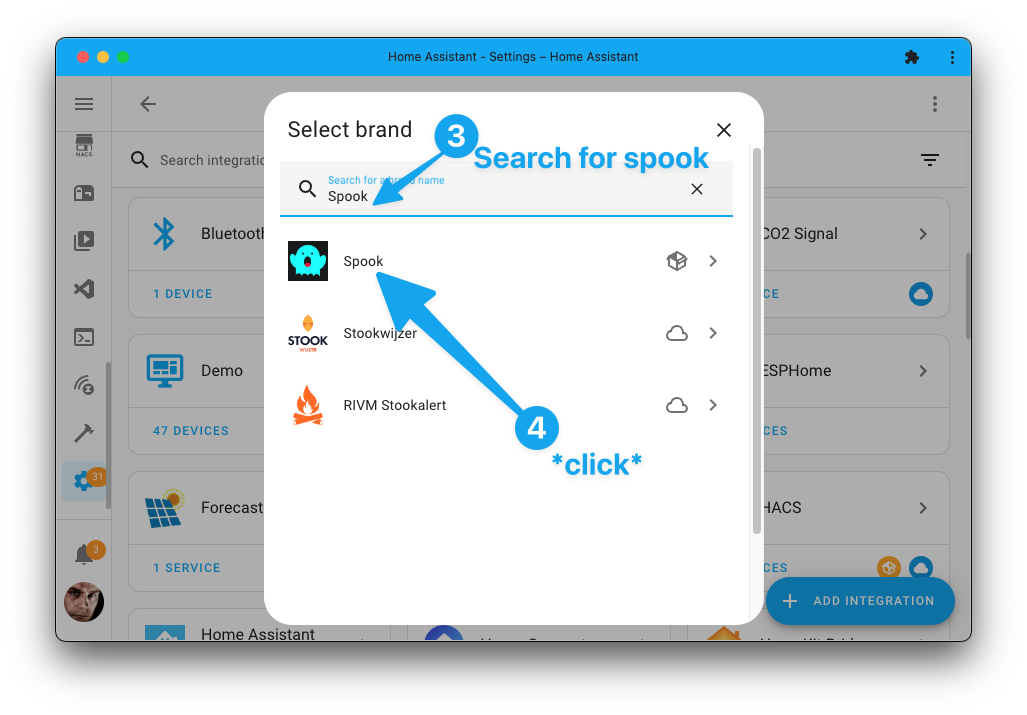 Home Assistant - Settings – Home Assistant
HACS
Search integratio
Select brand
3
Search for spook
Search for a brand name
Spook
Spook
STOOK
WIJZER
Stookwijzer
RIVM Stookalert
4
*click*
Bluetooth
1 DEVICE
CO2 Signal
CE
Demo
47 DEVICES
ESPHome
CES
31
Forecast
1 SERVICE
HACS
CES
3
ADD INTEGRATION
Home Assistant